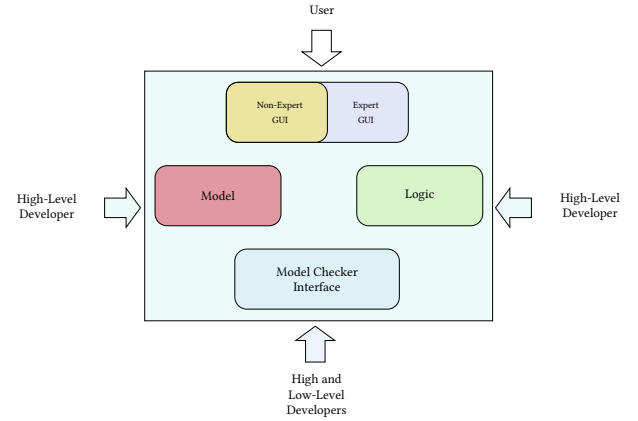 User
Non-Expert
GUI
Expert
GUI
Model
Logic
High-Level
Developer
High-Level
Developer
Model Checker
Interface
High and
Low-Level
Developers